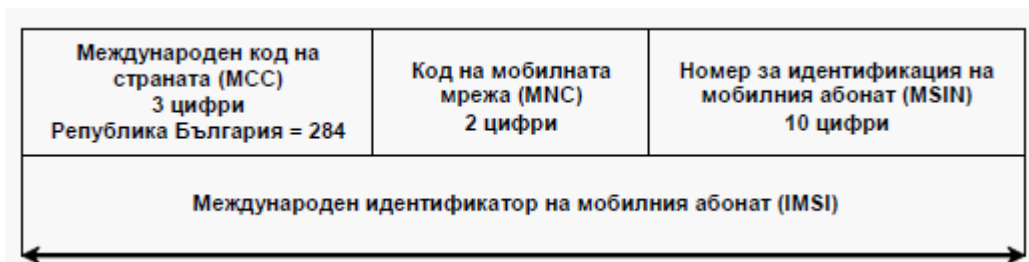 Международен код на
страната (MCC)
3 цифри
Република България = 284
Код на мобилната
мрежа (MNC)
2 цифри
Номер за идентификация на
мобилния абонат (MSIN)
10 цифри
Международен идентификатор на мобилния абонат (IMSI)